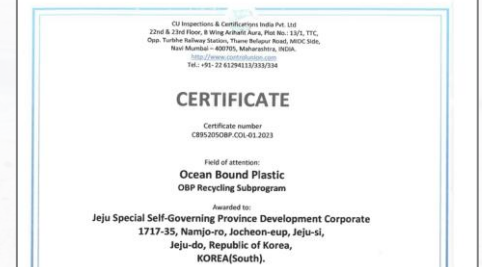 CU Inspections & Certifications India Pvt. Ltd
22nd & 23rd Floor, B Wing Arihant Aura, Plot No.: 13/1, TTC,
Opp. Turbhe Railway Station, Thane Belapur Road, MIDC Side,
Navi Mumbai – 400705, Maharashtra, INDIA.
http://www.controlunion.com
Tel.: +91- 22 61294113/333/334
CERTIFICATE
Certificate number
CB95205OBP.COL-01.2023
Field of attention:
Ocean Bound Plastic
OBP Recycling Subprogram
Awarded to:
Jeju Special Self-Governing Province Development Corporate
1717-35, Namjo-ro, Jocheon-eup, Jeju-si,
Jeju-do, Republic of Korea,
KOREA(South).